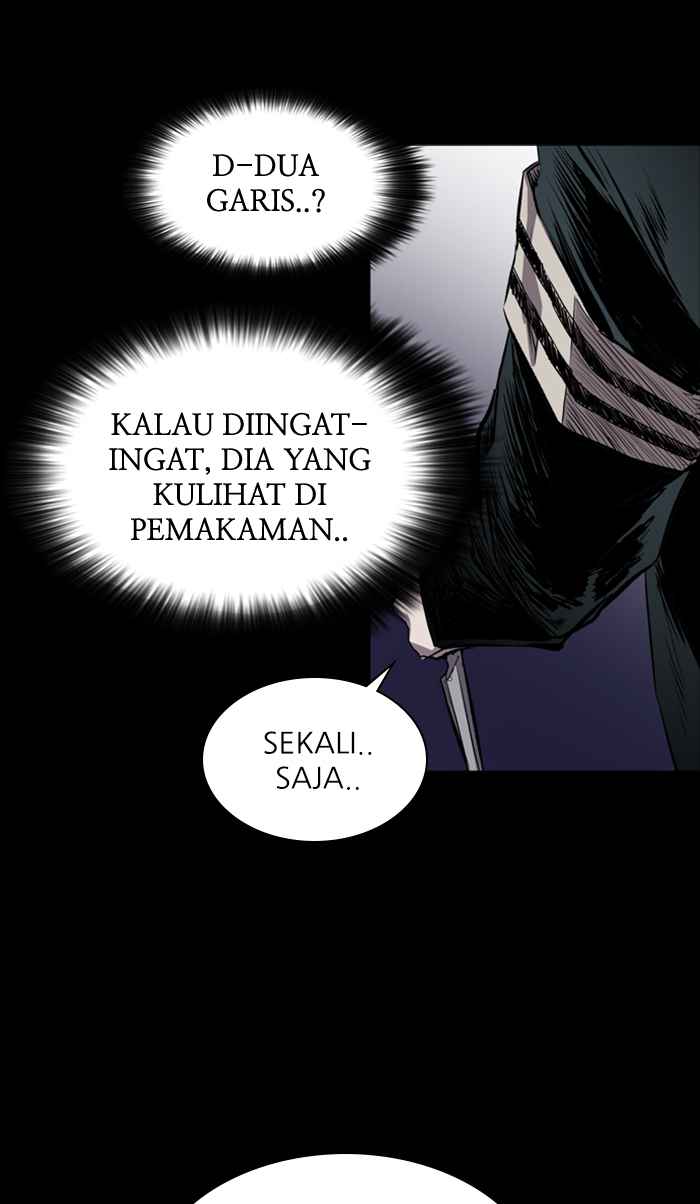 D-DUA
GARIS..?
KALAU DIINGAT-
INGAT, DIA YANG
KULIHAT DI
PEMAKAMAN..
SEKALI..
SAJA..